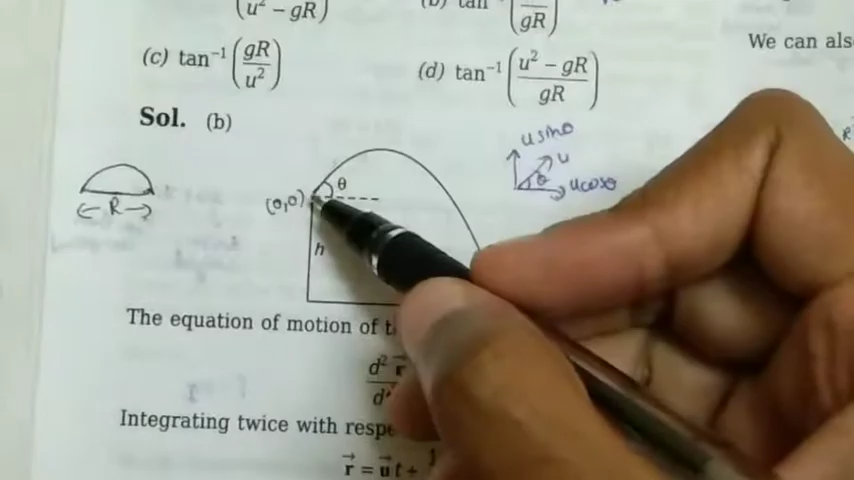 (u² − gR)
(b) tan⁻¹ gR
We can als
(c) tan⁻¹ (gR/u²)
(d) tan⁻¹ (u² − gR/gR)
Sol. (b)
u sinθ
u
θ
u cosθ
R
(0,0)
θ
h
The equation of motion of t
d² r⃗
d
Integrating twice with respe
r⃗ = u⃗ t + 1